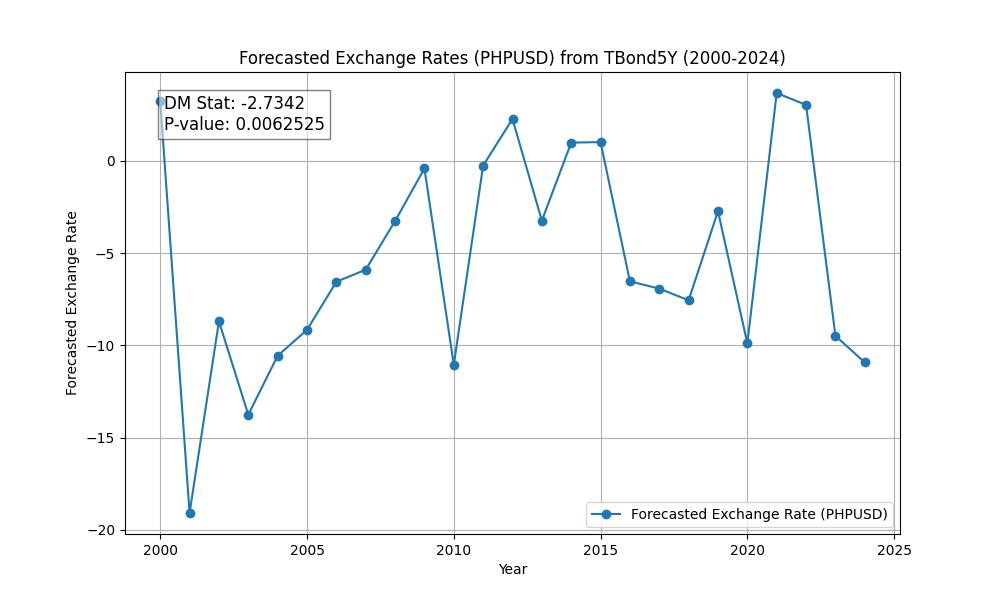 Forecasted Exchange Rates (PHPUSD) from TBond5Y (2000-2024)
DM Stat: -2.7342
P-value: 0.0062525
Forecasted Exchange Rate
0
−5
−10
−15
−20
Forecasted Exchange Rate (PHPUSD)
2000
2005
2010
2015
2020
2025
Year